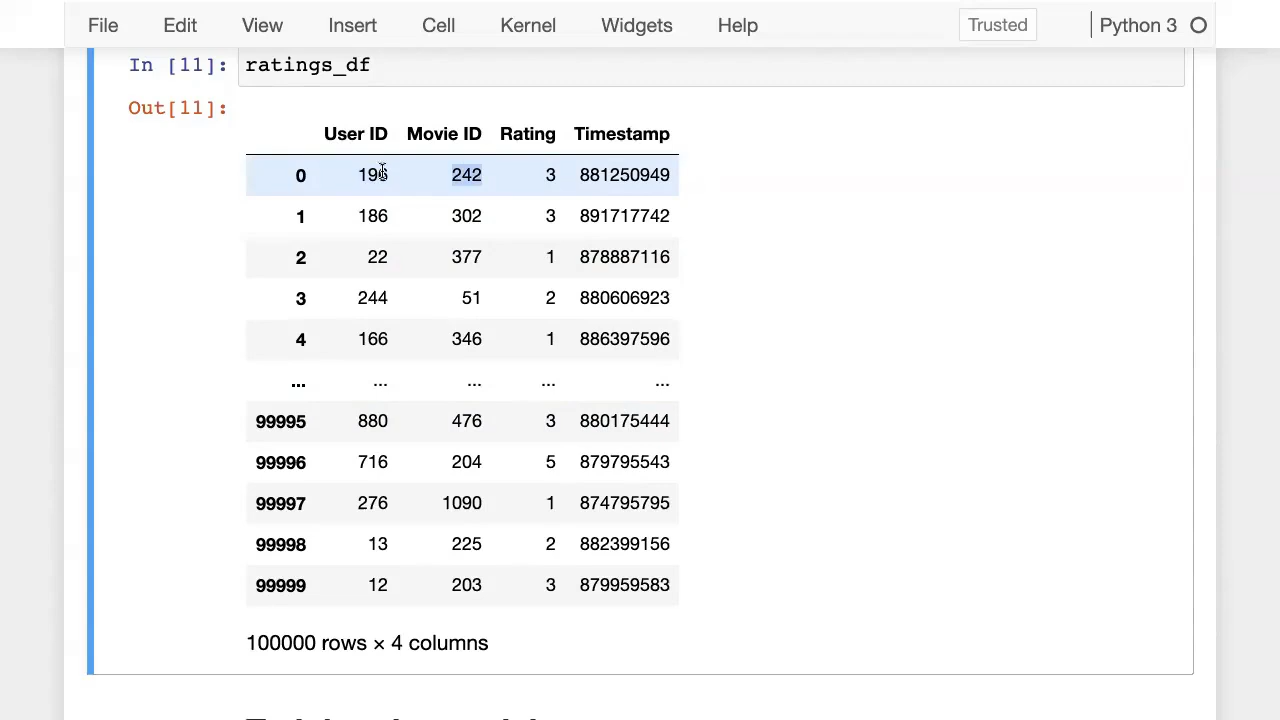 File Edit View Insert Cell Kernel Widgets Help Trusted Python 3
In [11]: ratings_df
Out[11]:
User ID Movie ID Rating Timestamp
0 196 242 3 881250949
1 186 302 3 891717742
2 22 377 1 878887116
3 244 51 2 880606923
4 166 346 1 886397596
... ... ... ... ...
99995 880 476 3 880175444
99996 716 204 5 879795543
99997 276 1090 1 874795795
99998 13 225 2 882399156
99999 12 203 3 879959583
100000 rows × 4 columns